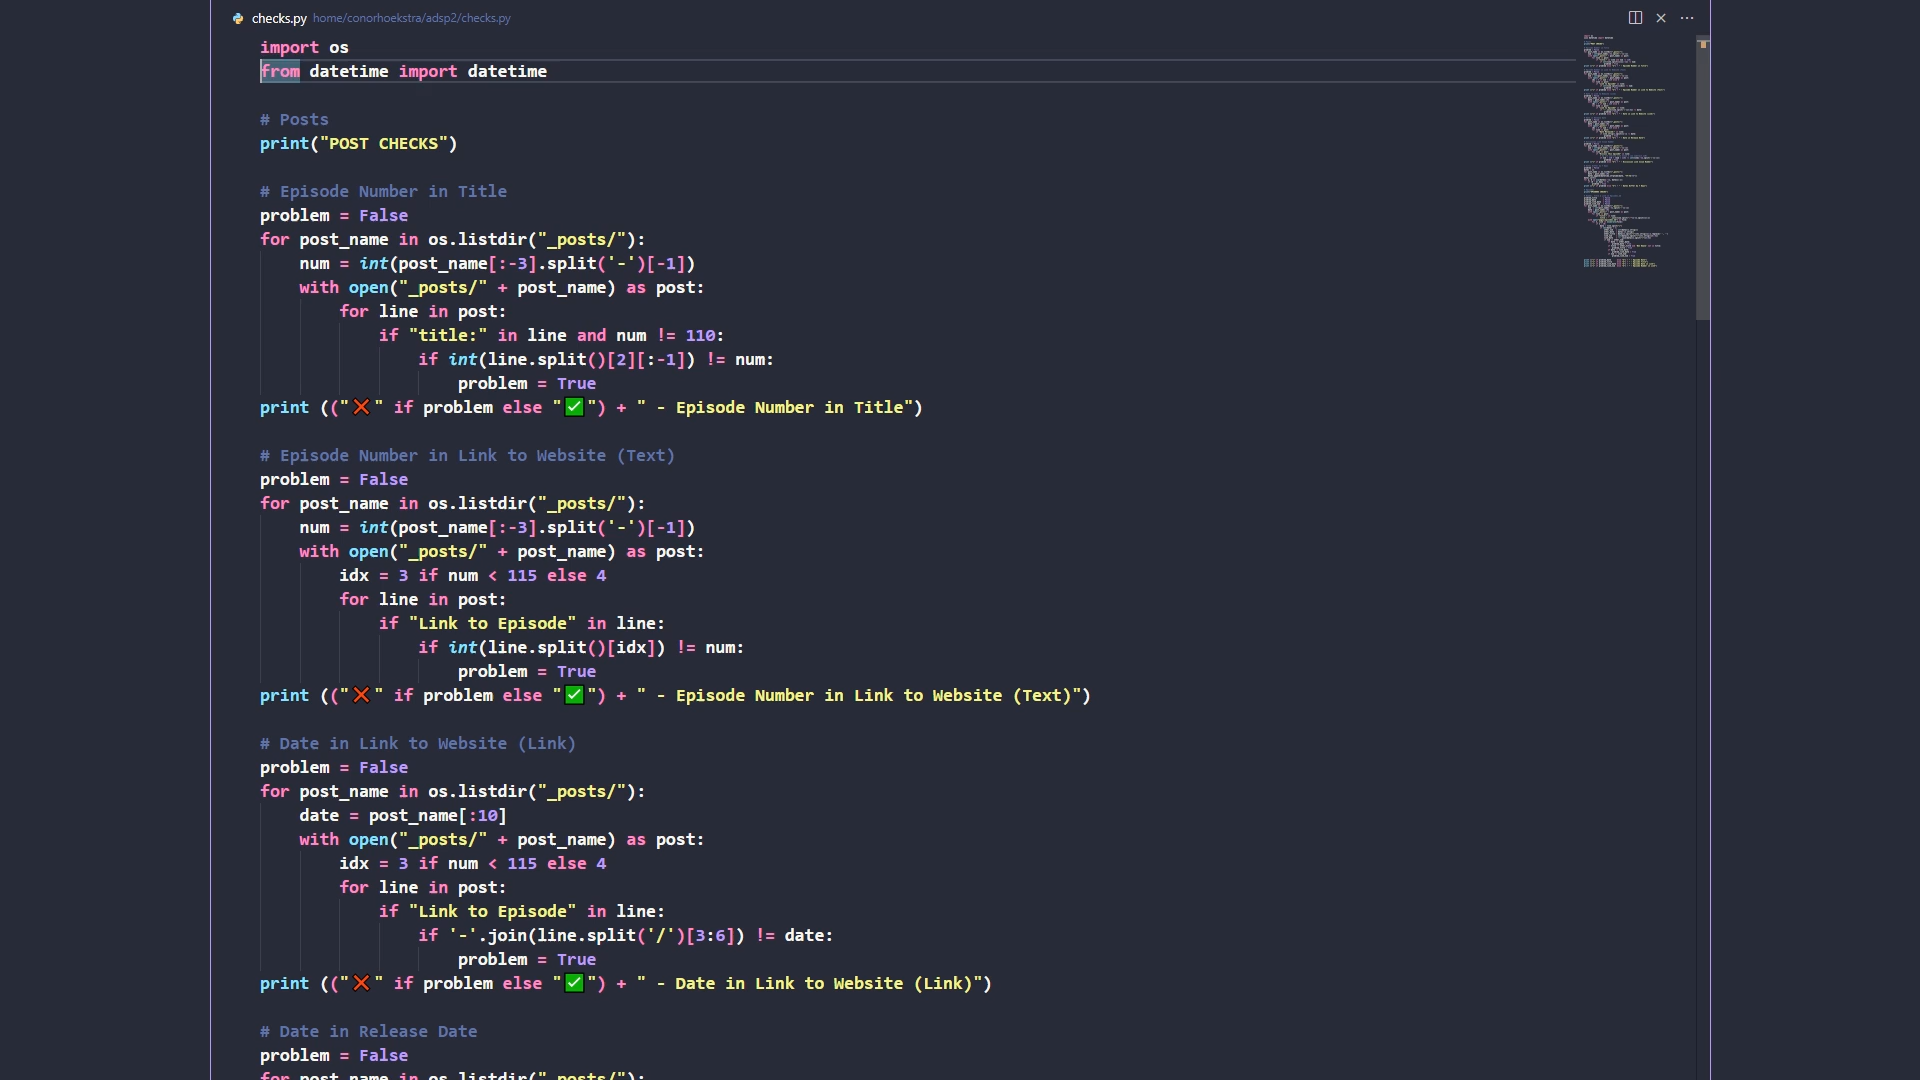 checks.py home/conorhoekstra/adsp2/checks.py
import os
from datetime import datetime

# Posts
print("POST CHECKS")

# Episode Number in Title
problem = False
for post_name in os.listdir("_posts/"):
    num = int(post_name[:-3].split('-')[-1])
    with open("_posts/" + post_name) as post:
        for line in post:
            if "title:" in line and num != 110:
                if int(line.split()[2][:-1]) != num:
                    problem = True
print (("❌" if problem else "✅") + " - Episode Number in Title")

# Episode Number in Link to Website (Text)
problem = False
for post_name in os.listdir("_posts/"):
    num = int(post_name[:-3].split('-')[-1])
    with open("_posts/" + post_name) as post:
        idx = 3 if num < 115 else 4
        for line in post:
            if "Link to Episode" in line:
                if int(line.split()[idx]) != num:
                    problem = True
print (("❌" if problem else "✅") + " - Episode Number in Link to Website (Text)")

# Date in Link to Website (Link)
problem = False
for post_name in os.listdir("_posts/"):
    date = post_name[:10]
    with open("_posts/" + post_name) as post:
        idx = 3 if num < 115 else 4
        for line in post:
            if "Link to Episode" in line:
                if '-'.join(line.split('/')[3:6]) != date:
                    problem = True
print (("❌" if problem else "✅") + " - Date in Link to Website (Link)")

# Date in Release Date
problem = False
for post_name in os.listdir("_posts/"):